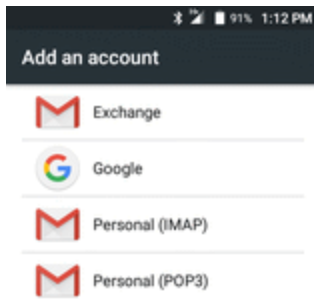 91% 1:12 PM
Add an account
Exchange
Google
Personal (IMAP)
Personal (POP3)